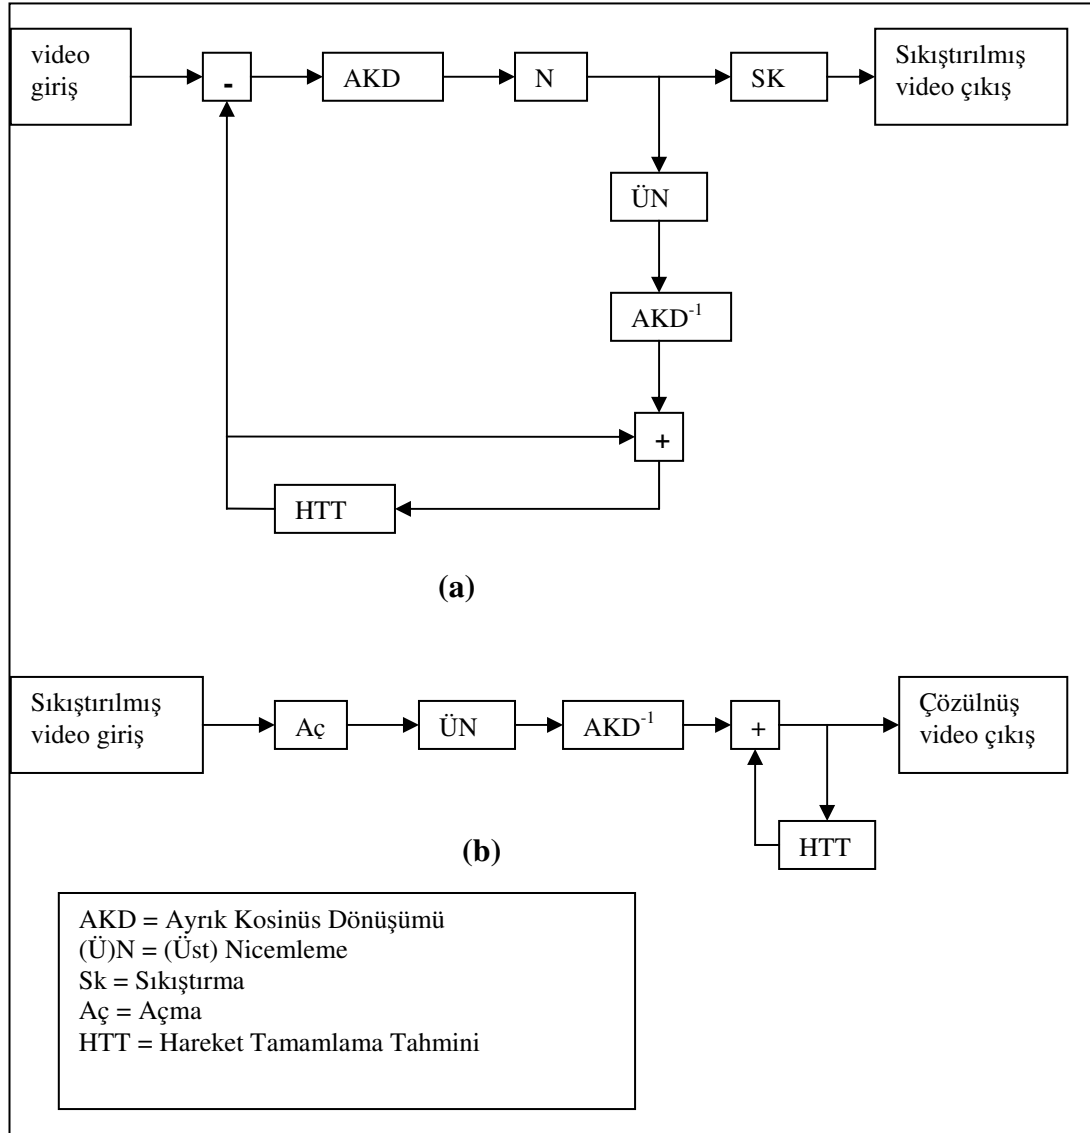 video
giriş
-
AKD
N
SK
Sıkıştırılmış
video çıkış
ÜN
AKD⁻¹
+
HTT
(a)
Sıkıştırılmış
video giriş
Aç
ÜN
AKD⁻¹
+
Çözülnüş
video çıkış
HTT
(b)
AKD = Ayrık Kosinüs Dönüşümü
(Ü)N = (Üst) Nicemleme
Sk = Sıkıştırma
Aç = Açma
HTT = Hareket Tamamlama Tahmini